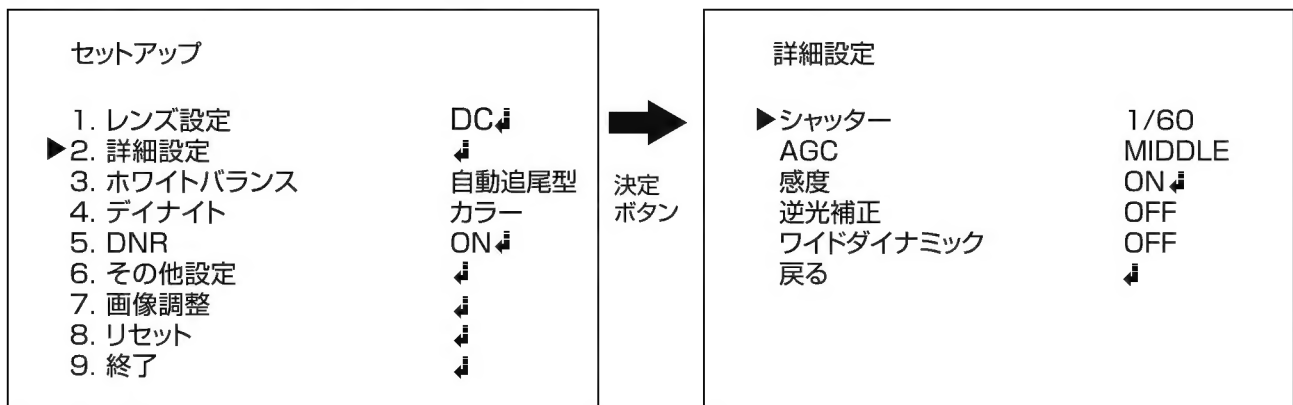 セットアップ
1. レンズ設定 DC↲
▶2. 詳細設定 ↲
3. ホワイトバランス 自動追尾型
4. デイナイト カラー
5. DNR ON↲
6. その他設定 ↲
7. 画像調整 ↲
8. リセット ↲
9. 終了 ↲
決定
ボタン
詳細設定
▶シャッター 1/60
AGC MIDDLE
感度 ON↲
逆光補正 OFF
ワイドダイナミック OFF
戻る ↲